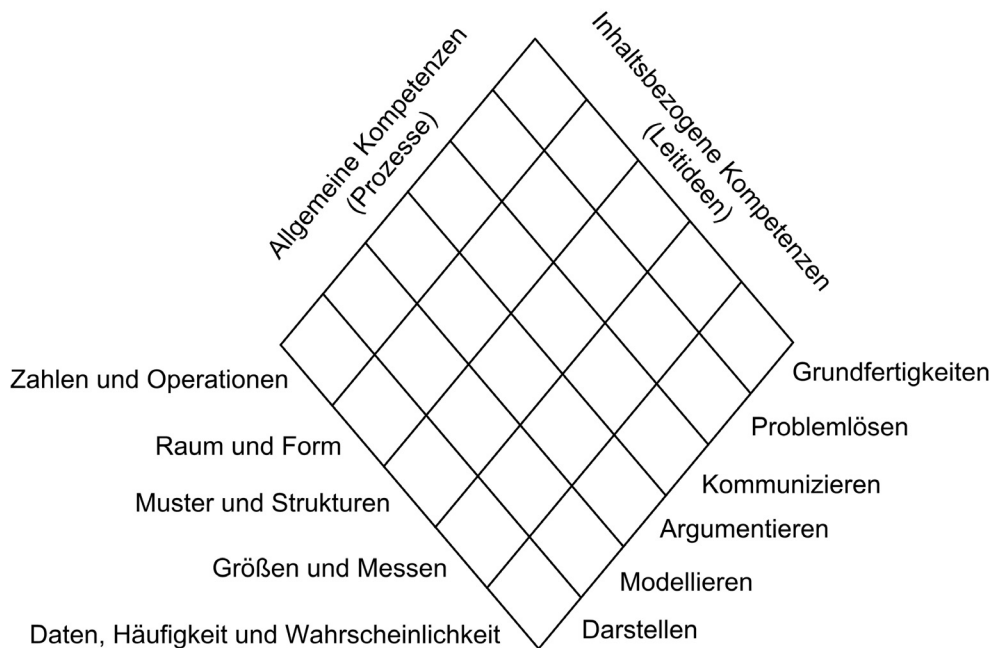 Allgemeine Kompetenzen
(Prozesse)
Inhaltsbezogene Kompetenzen
(Leitideen)
Zahlen und Operationen
Raum und Form
Muster und Strukturen
Größen und Messen
Daten, Häufigkeit und Wahrscheinlichkeit
Grundfertigkeiten
Problemlösen
Kommunizieren
Argumentieren
Modellieren
Darstellen